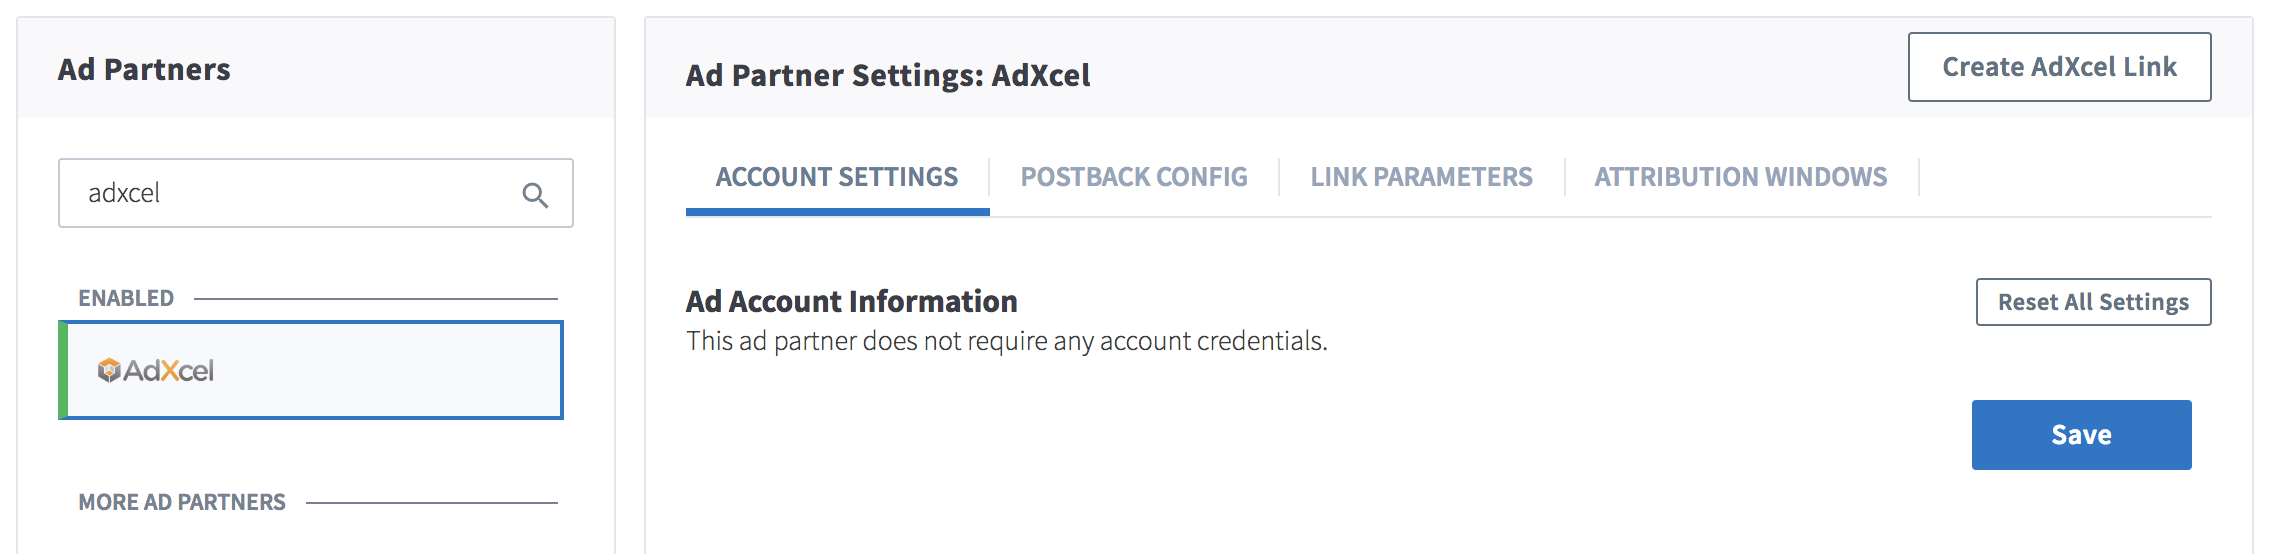 Ad Partners
adxcel
ENABLED
AdXcel
MORE AD PARTNERS
Ad Partner Settings: AdXcel
Create AdXcel Link
ACCOUNT SETTINGS
POSTBACK CONFIG
LINK PARAMETERS
ATTRIBUTION WINDOWS
Ad Account Information
Reset All Settings
This ad partner does not require any account credentials.
Save